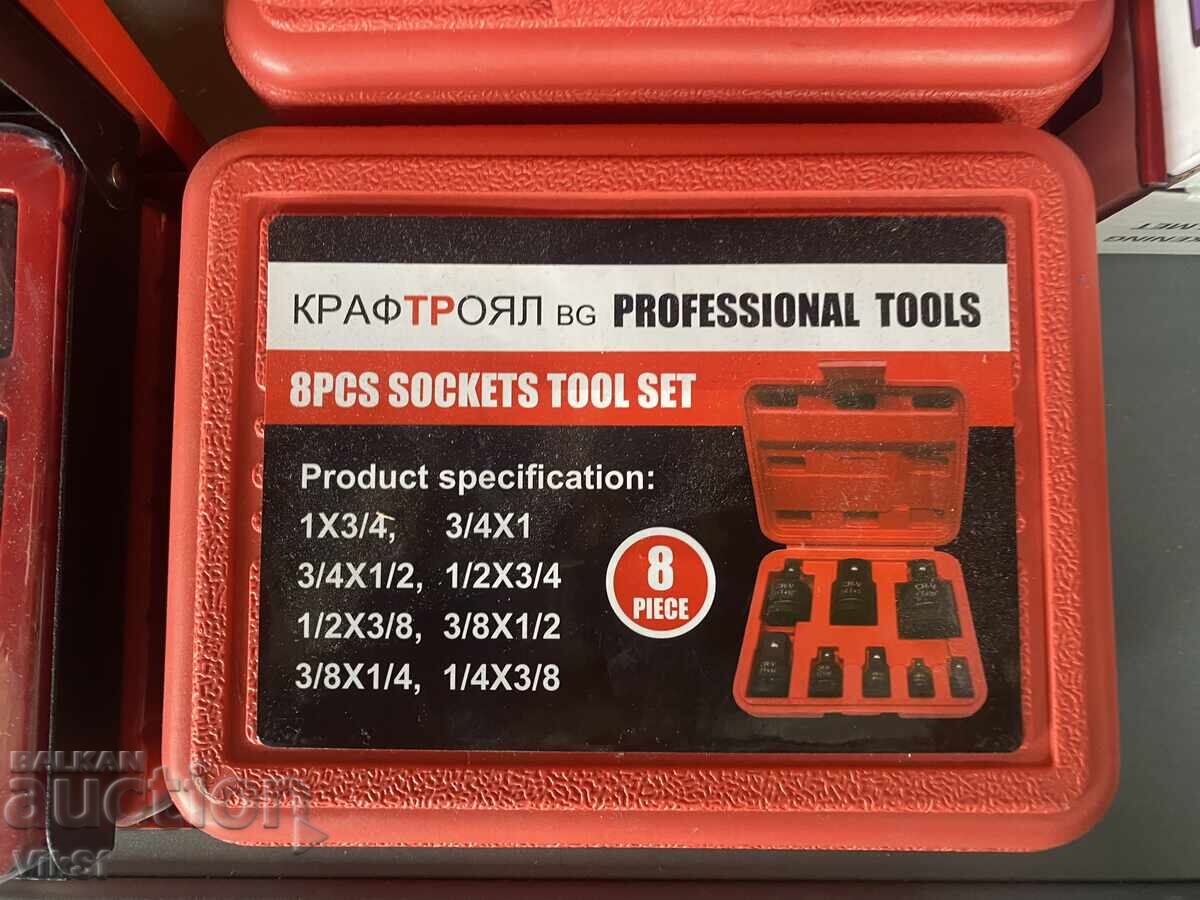 КРАФТРОЯЛ BG PROFESSIONAL TOOLS
8PCS SOCKETS TOOL SET
Product specification:
1X3/4, 3/4X1
3/4X1/2, 1/2X3/4
1/2X3/8, 3/8X1/2
3/8X1/4, 1/4X3/8
8
PIECE
BALKAN
auction
vikSf